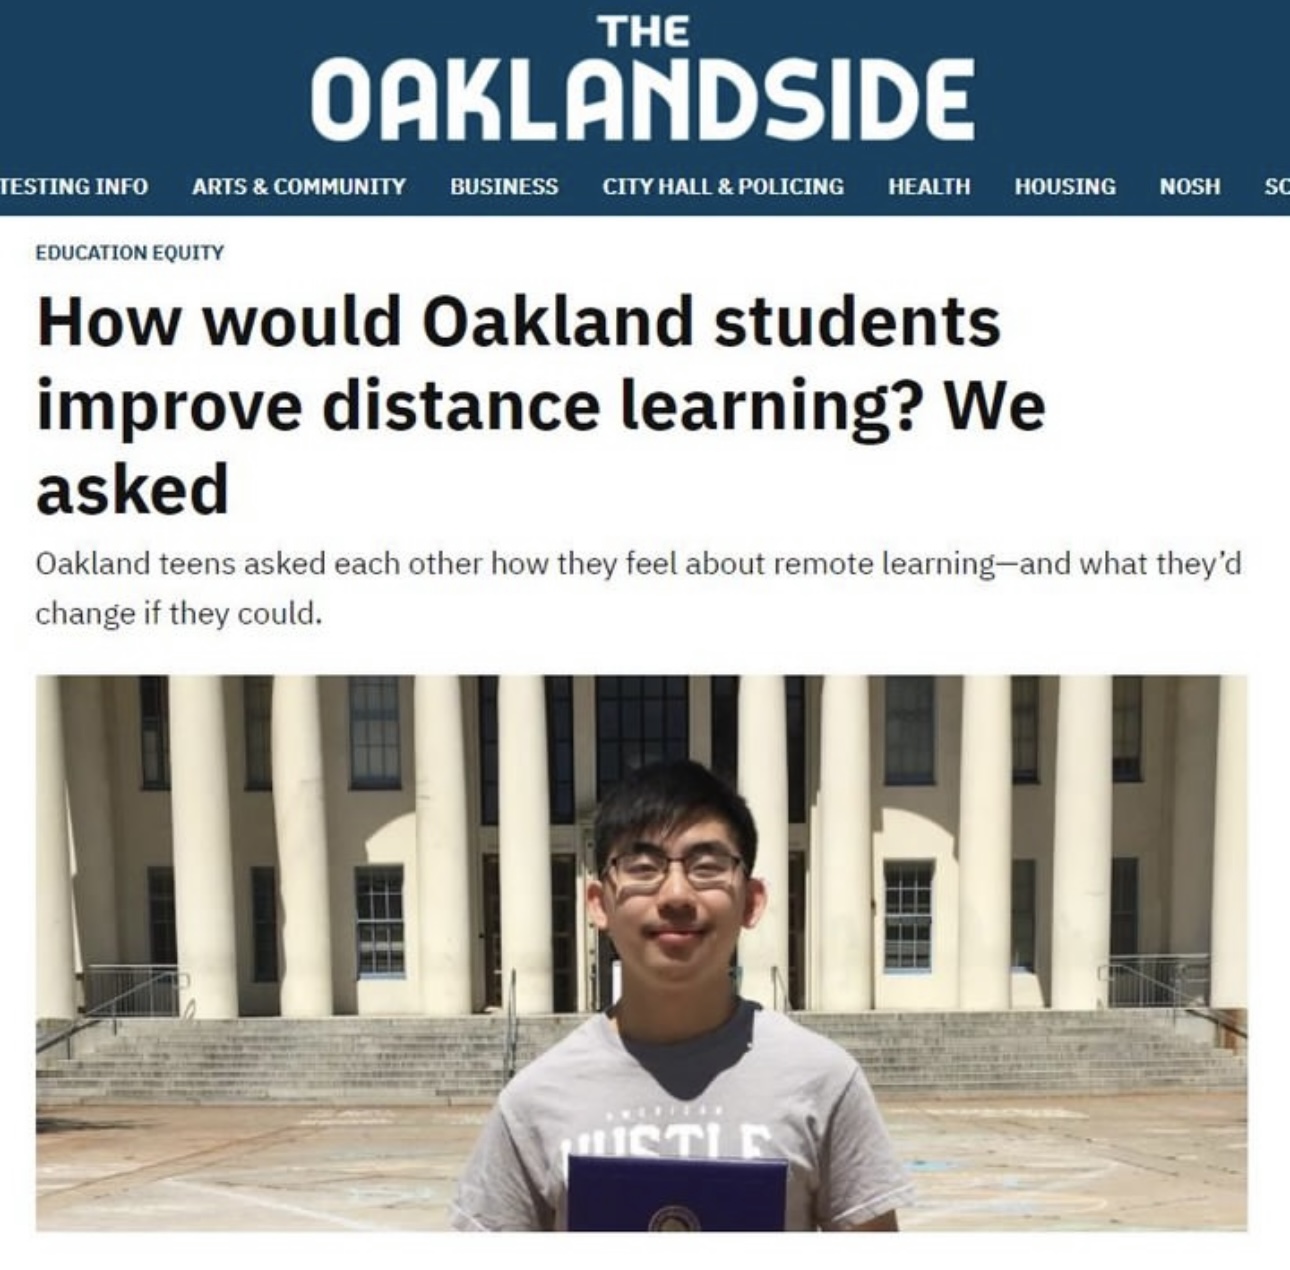 THE
OAKLANDSIDE
TESTING INFO ARTS & COMMUNITY BUSINESS CITY HALL & POLICING HEALTH HOUSING NOSH SC
EDUCATION EQUITY
How would Oakland students
improve distance learning? We
asked
Oakland teens asked each other how they feel about remote learning—and what they’d
change if they could.
AMERICAN
HUSTLE